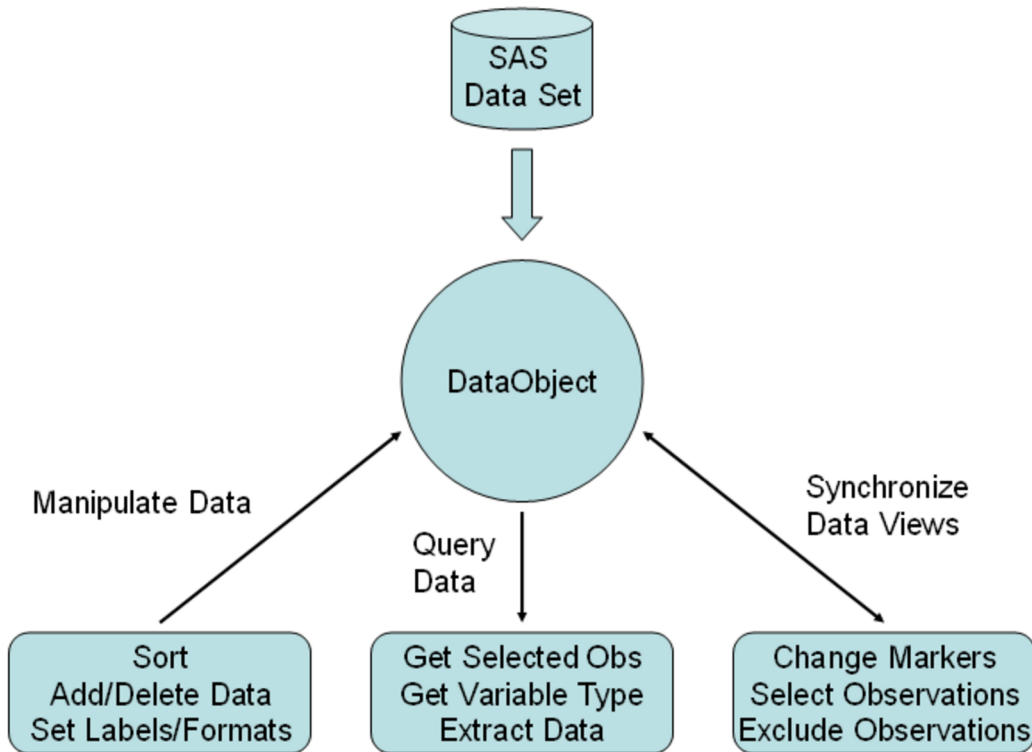 SAS
Data Set
DataObject
Manipulate Data
Query
Data
Synchronize
Data Views
Sort
Add/Delete Data
Set Labels/Formats
Get Selected Obs
Get Variable Type
Extract Data
Change Markers
Select Observations
Exclude Observations